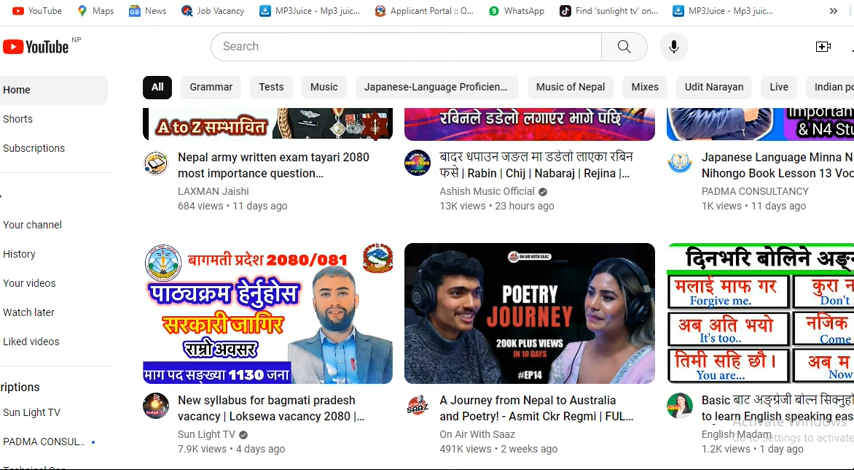 YouTube
Maps
News
Job Vacancy
MP3Juice - Mp3 juic...
Applicant Portal :: O...
WhatsApp
Find 'sunlight tv' on...
MP3Juice - Mp3 juic...
»
YouTube NP
Search
Home
Shorts
Subscriptions
Your channel
History
Your videos
Watch later
Liked videos
riptions
Sun Light TV
PADMA CONSUL..
All
Grammar
Tests
Music
Japanese-Language Proficien...
Music of Nepal
Mixes
Udit Narayan
Live
Indian po
A to Z सम्भावित
रबिनले डडेलो लगाएर भागे पछि
Important
& N4 Stu
Nepal army written exam tayari 2080
most importance question...
LAXMAN Jaishi
684 views • 11 days ago
बादर धपाउन जङल मा डडेलो लाएका रबिन
फसे | Rabin | Chij | Nabaraj | Rejina |...
Ashish Music Official
13K views • 23 hours ago
Japanese Language Minna N
Nihongo Book Lesson 13 Voc
PADMA CONSULTANCY
1K views • 11 days ago
बागमती प्रदेश 2080/081
पाठ्यक्रम हेर्नुहोस
सरकारी जागिर
राम्रो अवसर
माग पद सङ्ख्या 1130 जना
New syllabus for bagmati pradesh
vacancy | Loksewa vacancy 2080 |...
Sun Light TV
7.9K views • 4 days ago
ON AIR WITH SAAZ
POETRY
JOURNEY
200K PLUS VIEWS
IN 10 DAYS
#EP14
A Journey from Nepal to Australia
and Poetry! - Asmit Ckr Regmi | FUL...
On Air With Saaz
491K views • 2 weeks ago
दिनभरि बोलिने अङ्
मलाई माफ गर
Forgive me.
कुरा न
Don't
अब अति भयो
It's too..
नजिक
Come
तिमी सहि छौ।
You are...
अब म
Now
Basic बाट अङ्ग्रेजी बोल्न सिक्नुहो
to learn English speaking eas
English Madam
1.2K views • 1 day ago
Activate Windows
Go to Settings to activate